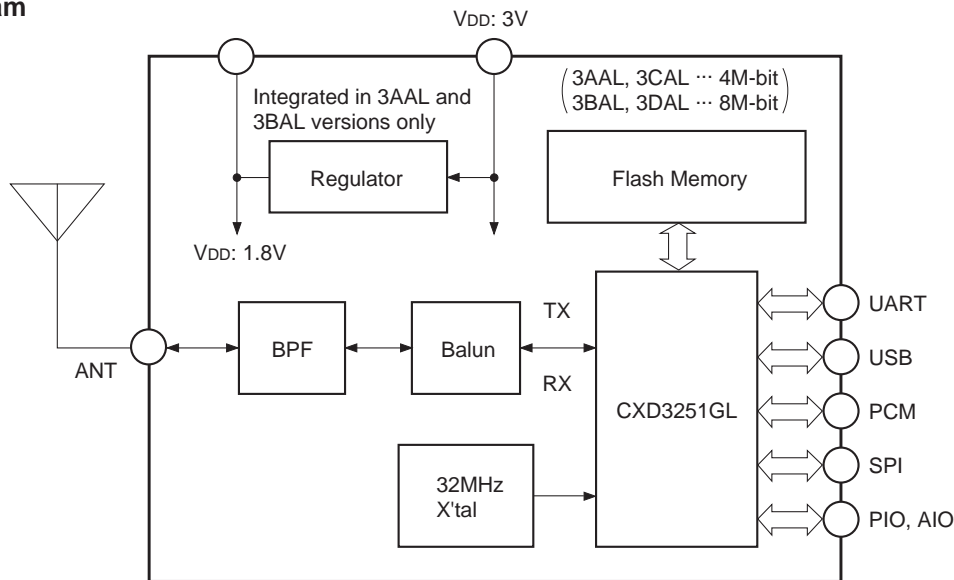 am
VDD: 3V
Integrated in 3AAL and
3BAL versions only
3AAL, 3CAL ··· 4M-bit
3BAL, 3DAL ··· 8M-bit
Regulator
Flash Memory
VDD: 1.8V
ANT
BPF
Balun
TX
RX
CXD3251GL
32MHz
X'tal
UART
USB
PCM
SPI
PIO, AIO